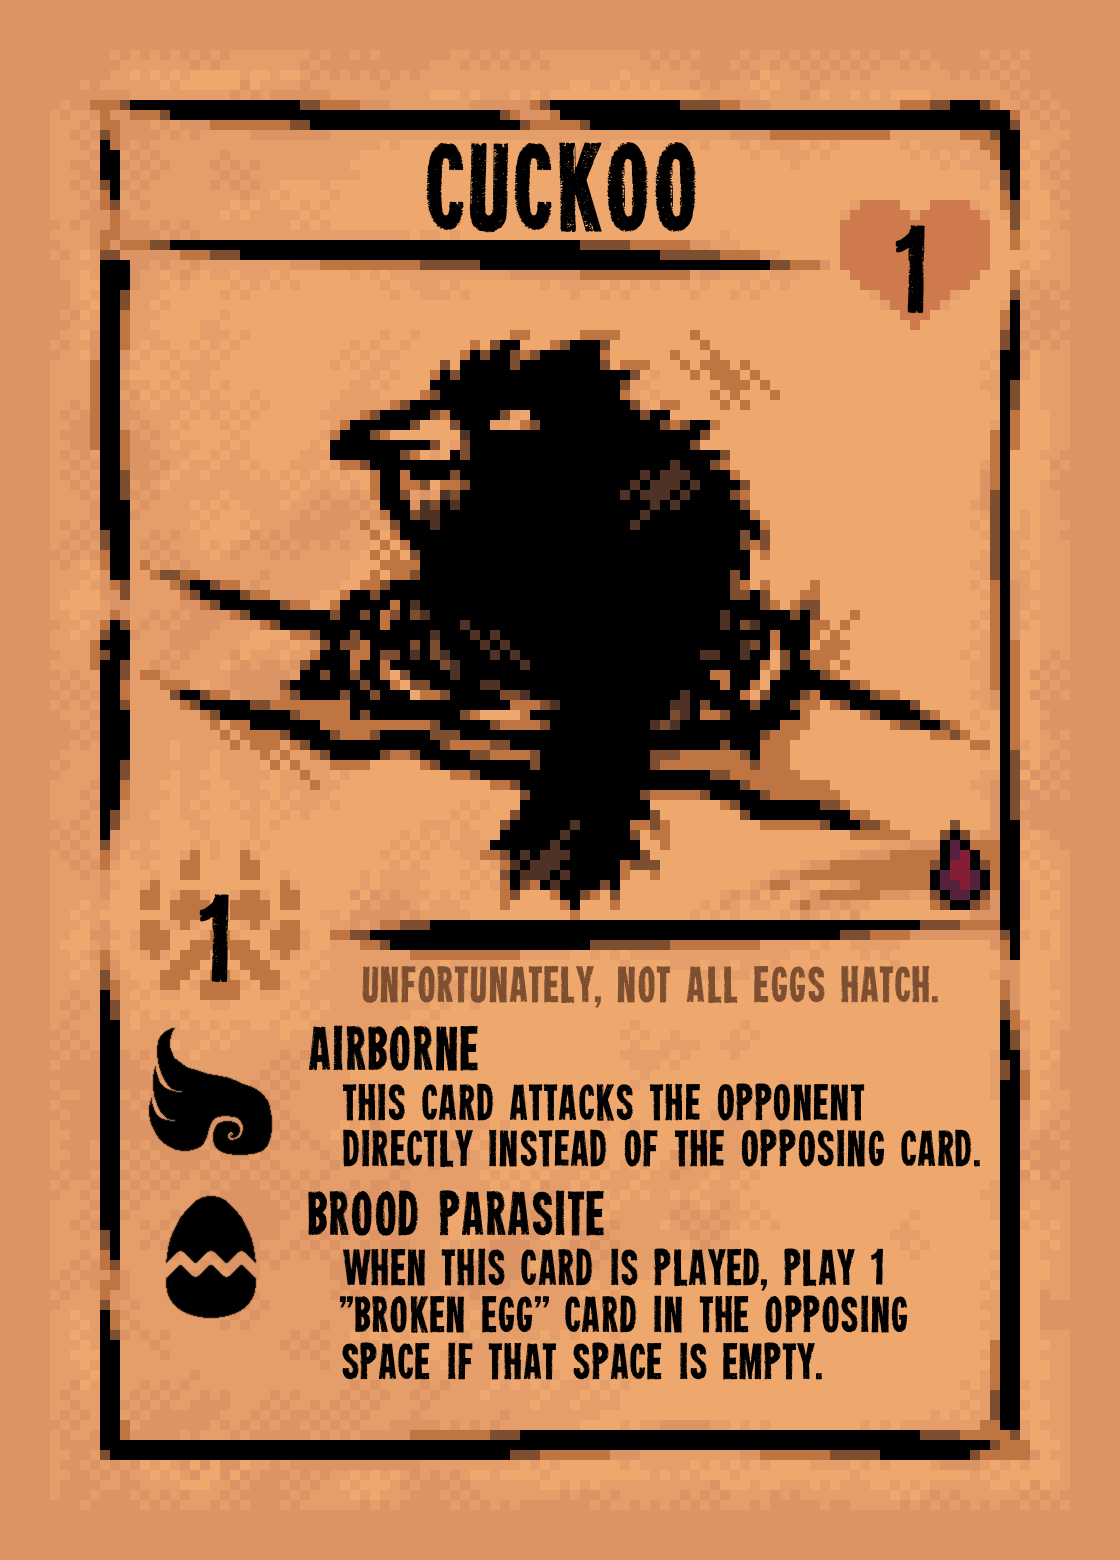 CUCKOO
1
1
UNFORTUNATELY, NOT ALL EGGS HATCH.
AIRBORNE
THIS CARD ATTACKS THE OPPONENT
DIRECTLY INSTEAD OF THE OPPOSING CARD.
BROOD PARASITE
WHEN THIS CARD IS PLAYED, PLAY 1
"BROKEN EGG" CARD IN THE OPPOSING
SPACE IF THAT SPACE IS EMPTY.